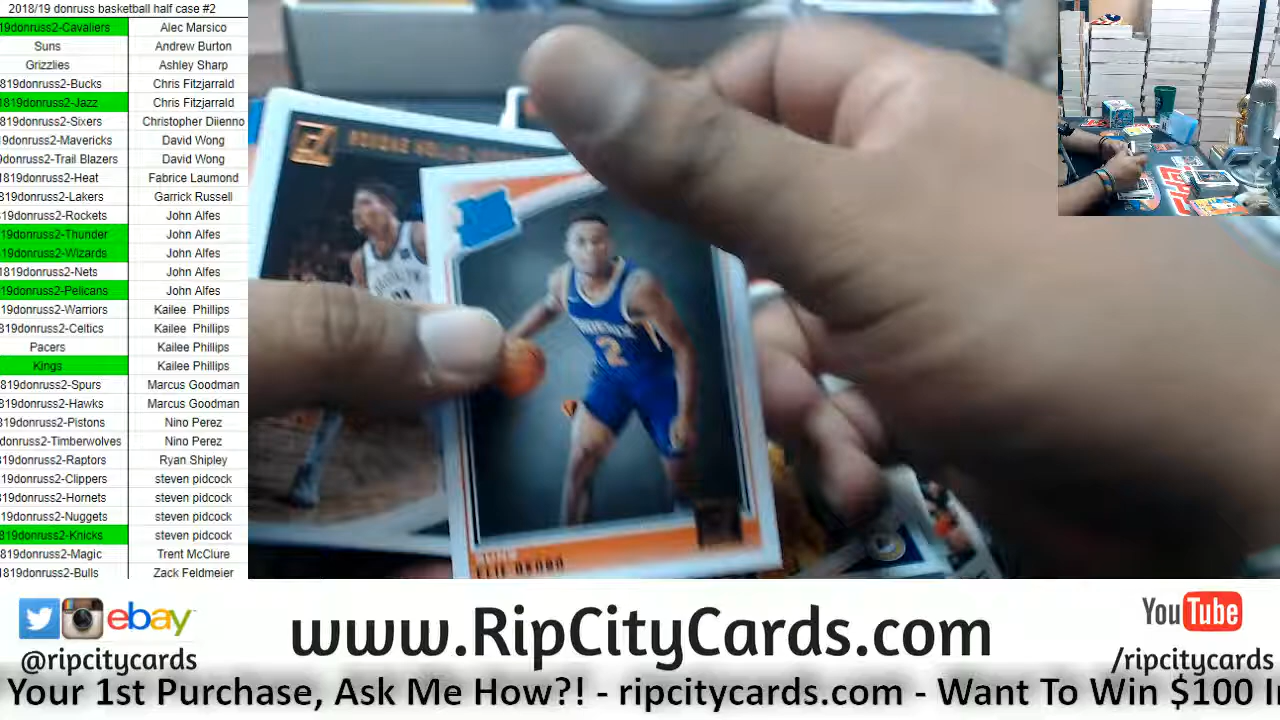 2018/19 donruss basketball half case #2
19donruss2-Cavaliers Alec Marsico
Suns Andrew Burton
Grizzlies Ashley Sharp
819donruss2-Bucks Chris Fitzjarrald
1819donruss2-Jazz Chris Fitzjarrald
819donruss2-Sixers Christopher Diienno
19donruss2-Mavericks David Wong
9donruss2-Trail Blazers David Wong
1819donruss2-Heat Fabrice Laumond
819donruss2-Lakers Garrick Russell
19donruss2-Rockets John Alfes
19donruss2-Thunder John Alfes
19donruss2-Wizards John Alfes
1819donruss2-Nets John Alfes
19donruss2-Pelicans John Alfes
19donruss2-Warriors Kailee Phillips
819donruss2-Celtics Kailee Phillips
Pacers Kailee Phillips
Kings Kailee Phillips
819donruss2-Spurs Marcus Goodman
819donruss2-Hawks Marcus Goodman
819donruss2-Pistons Nino Perez
donruss2-Timberwolves Nino Perez
19donruss2-Raptors Ryan Shipley
19donruss2-Clippers steven pidcock
19donruss2-Hornets steven pidcock
19donruss2-Nuggets steven pidcock
819donruss2-Knicks steven pidcock
819donruss2-Magic Trent McClure
1819donruss2-Bulls Zack Feldmeier
2
ebay
@ripcitycards
www.RipCityCards.com
YouTube
/ripcitycards
Your 1st Purchase, Ask Me How?! - ripcitycards.com - Want To Win $100 I